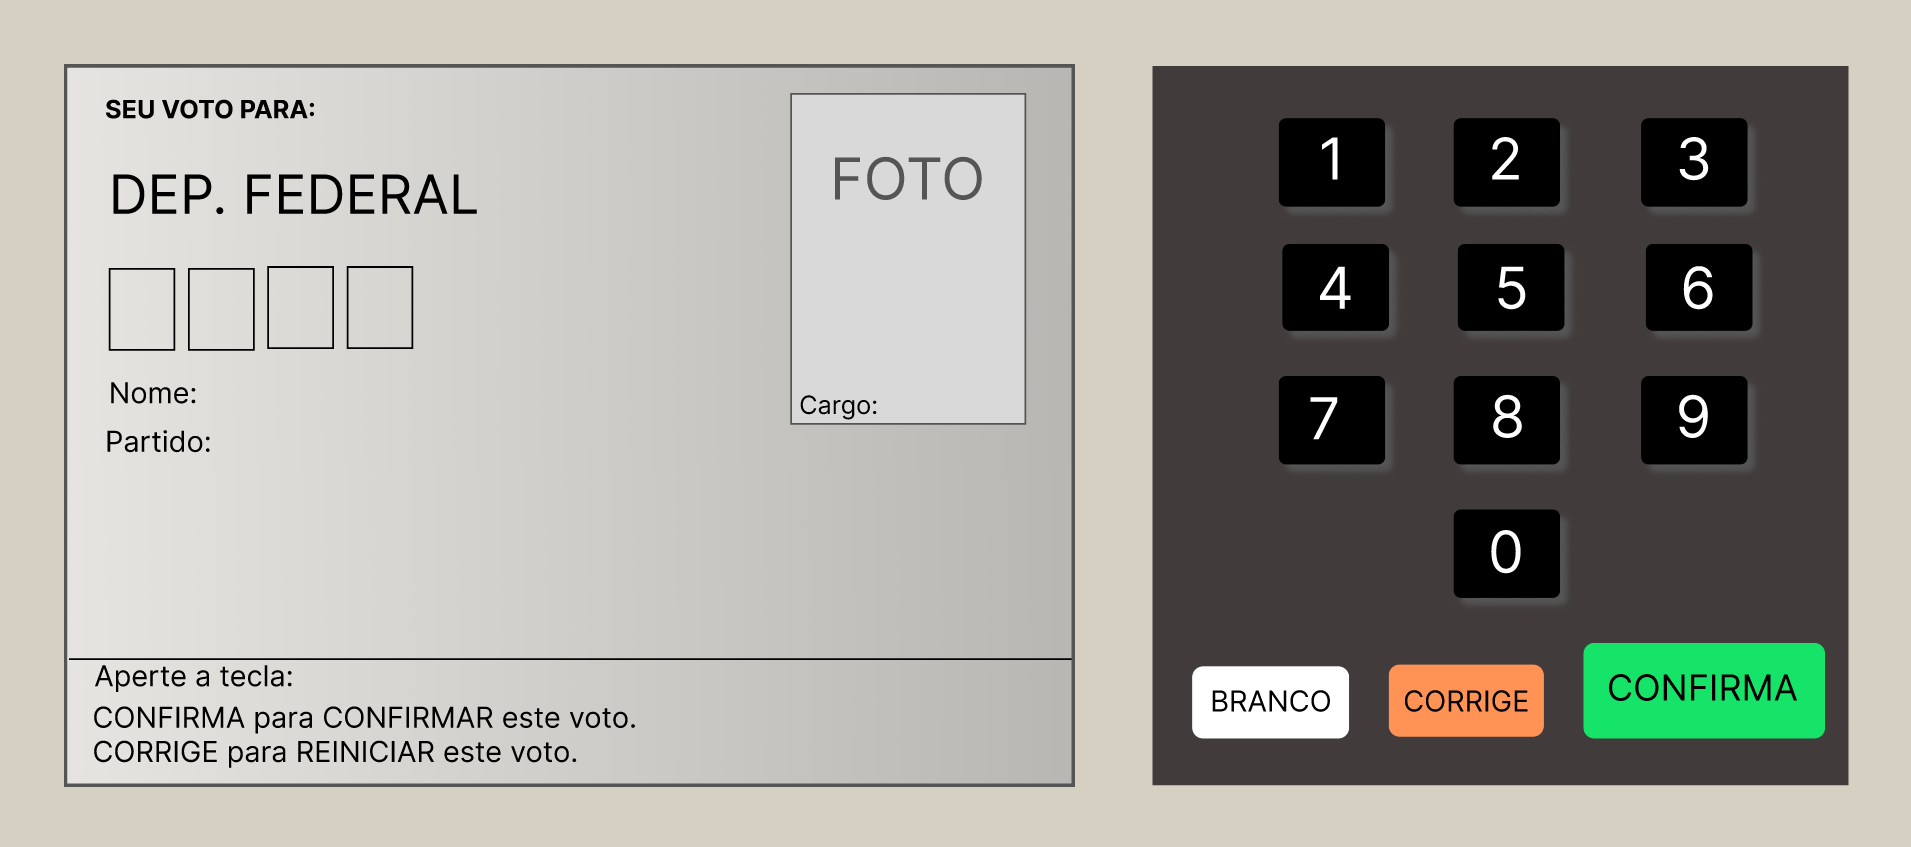 SEU VOTO PARA:
DEP. FEDERAL
FOTO
Nome:
Cargo:
Partido:
Aperte a tecla:
CONFIRMA para CONFIRMAR este voto.
CORRIGE para REINICIAR este voto.
1 2 3
4 5 6
7 8 9
0
BRANCO CORRIGE CONFIRMA